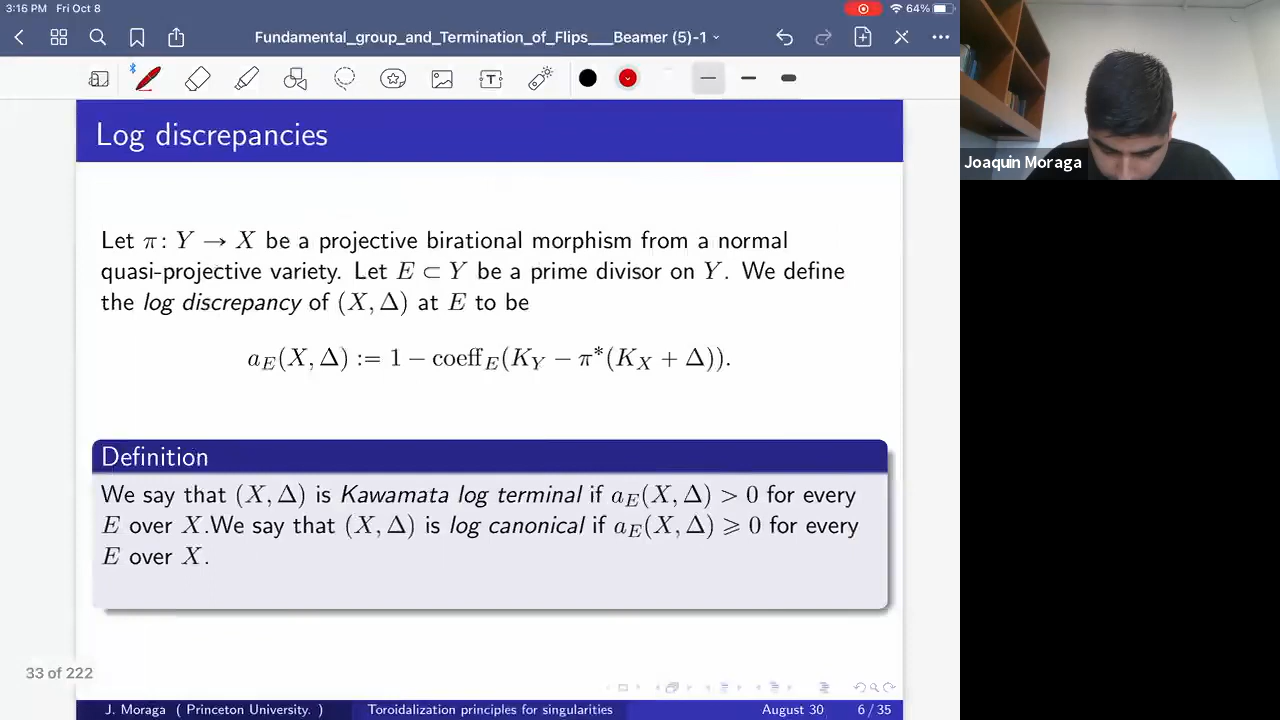 3:16 PM Fri Oct 8
64%
Fundamental_group_and_Termination_of_Flips___Beamer (5)-1
Log discrepancies
Let π: Y → X be a projective birational morphism from a normal
quasi-projective variety. Let E ⊂ Y be a prime divisor on Y. We define
the log discrepancy of (X, Δ) at E to be
a_E(X, Δ) := 1 − coeff_E(K_Y − π*(K_X + Δ)).
Definition
We say that (X, Δ) is Kawamata log terminal if a_E(X, Δ) > 0 for every
E over X.We say that (X, Δ) is log canonical if a_E(X, Δ) ⩾ 0 for every
E over X.
33 of 222
J. Moraga ( Princeton University. )
Toroidalization principles for singularities
August 30
6 / 35
Joaquin Moraga